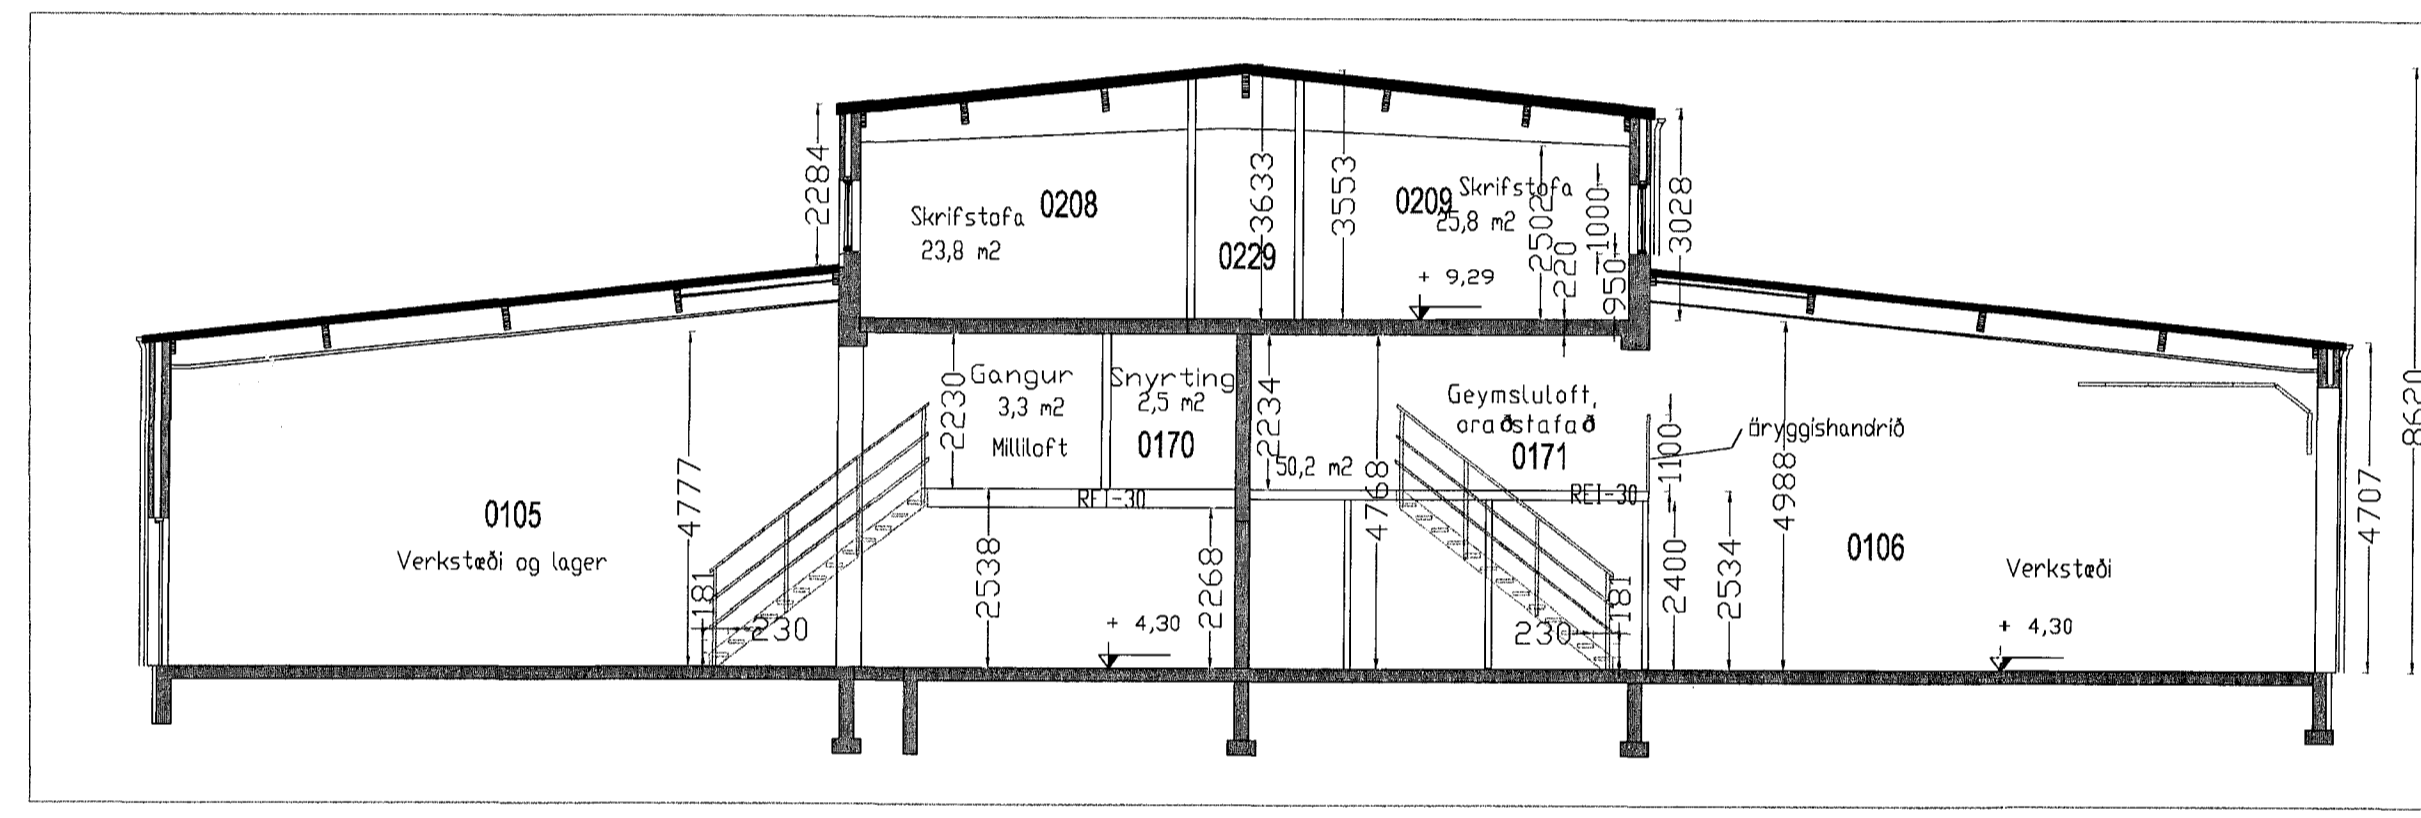 2284
Skrifstofa
23,8 m2
0208
0229
3633
3553
0209
Skrifstofa
25,8 m2
2502
220
1000
950
3028
+ 9,29
8620
Gangur
3,3 m2
Milliloft
2230
Snyrting
2,5 m2
0170
2234
Geymsluloft,
oraðstafað
0171
50,2 m2
öryggishandrið
1100
REI-30
REI-30
0105
Verkstæði og lager
4777
181
230
2538
2268
+ 4,30
4768
230
181
2400
2534
4988
0106
Verkstæði
+ 4,30
4707